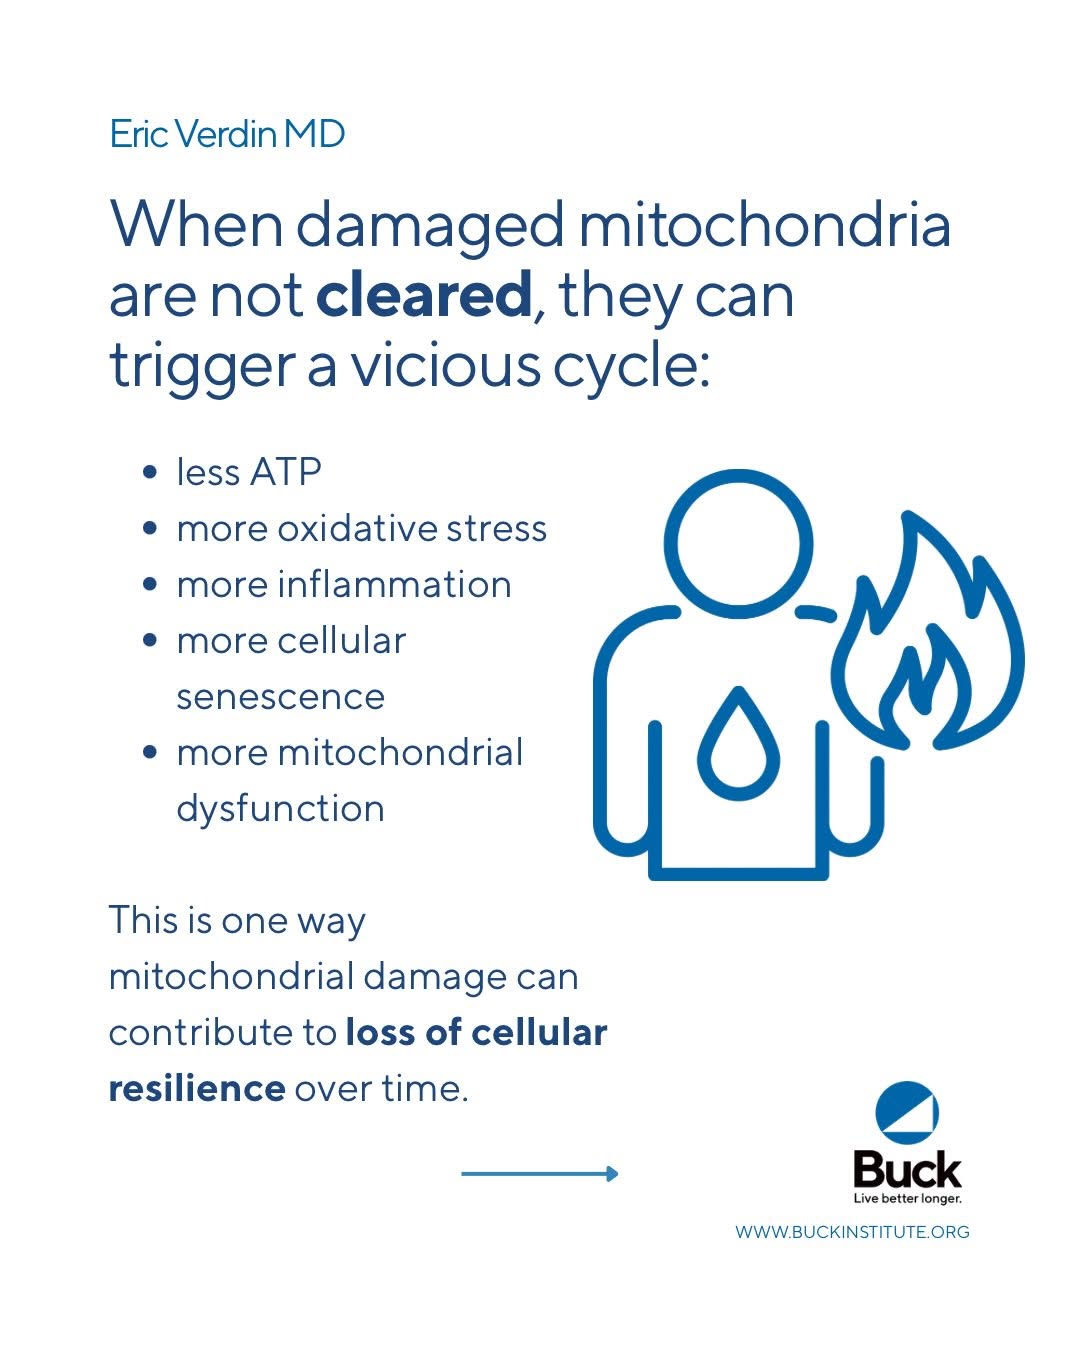 Eric Verdin MD
When damaged mitochondria
are not cleared, they can
trigger a vicious cycle:
• less ATP
• more oxidative stress
• more inflammation
• more cellular
senescence
• more mitochondrial
dysfunction
This is one way
mitochondrial damage can
contribute to loss of cellular
resilience over time.
Buck
Live better longer.
WWW.BUCKINSTITUTE.ORG